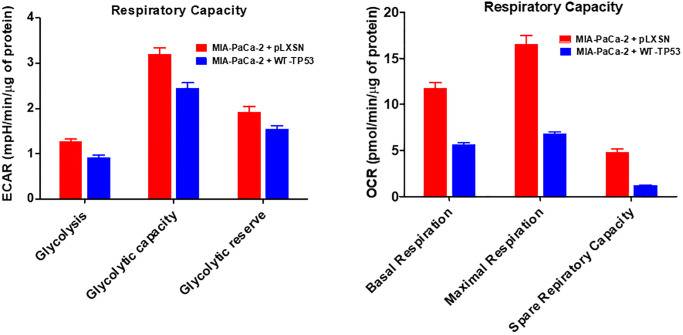 Respiratory Capacity
ECAR (mpH/min/µg of protein)
4
3
2
1
0
MIA-PaCa-2 + pLXSN
MIA-PaCa-2 + WT-TP53
Glycolysis
Glycolytic capacity
Glycolytic reserve
Respiratory Capacity
OCR (pmol/min/µg of protein)
20
15
10
5
0
MIA-PaCa-2 + pLXSN
MIA-PaCa-2 + WT-TP53
Basal Respiration
Maximal Respiration
Spare Repiratory Capacity